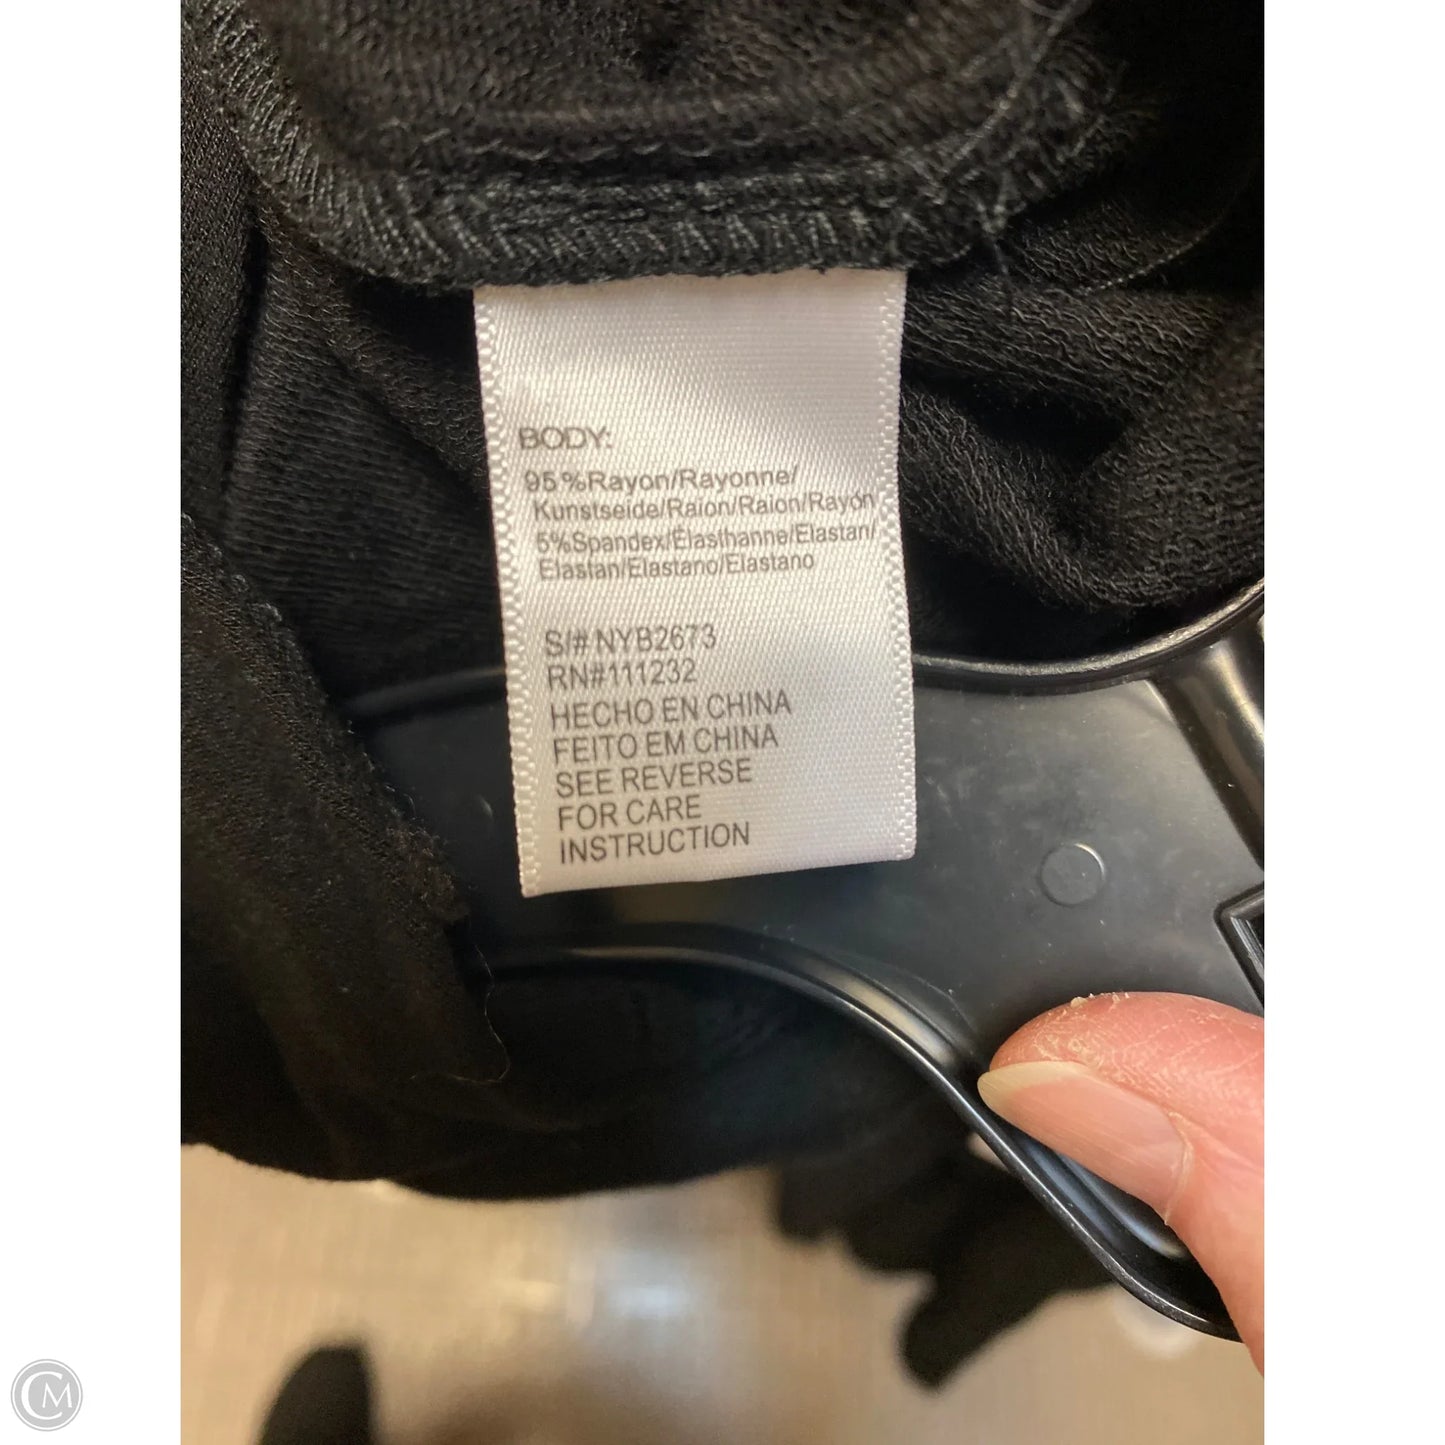 BODY:
95%Rayon/Rayonne/
Kunstseide/Raion/Raion/Rayón
5%Spandex/Élasthanne/Elastan/
Elastan/Elastano/Elastano
S/# NYB2673
RN#111232
HECHO EN CHINA
FEITO EM CHINA
SEE REVERSE
FOR CARE
INSTRUCTION
CM